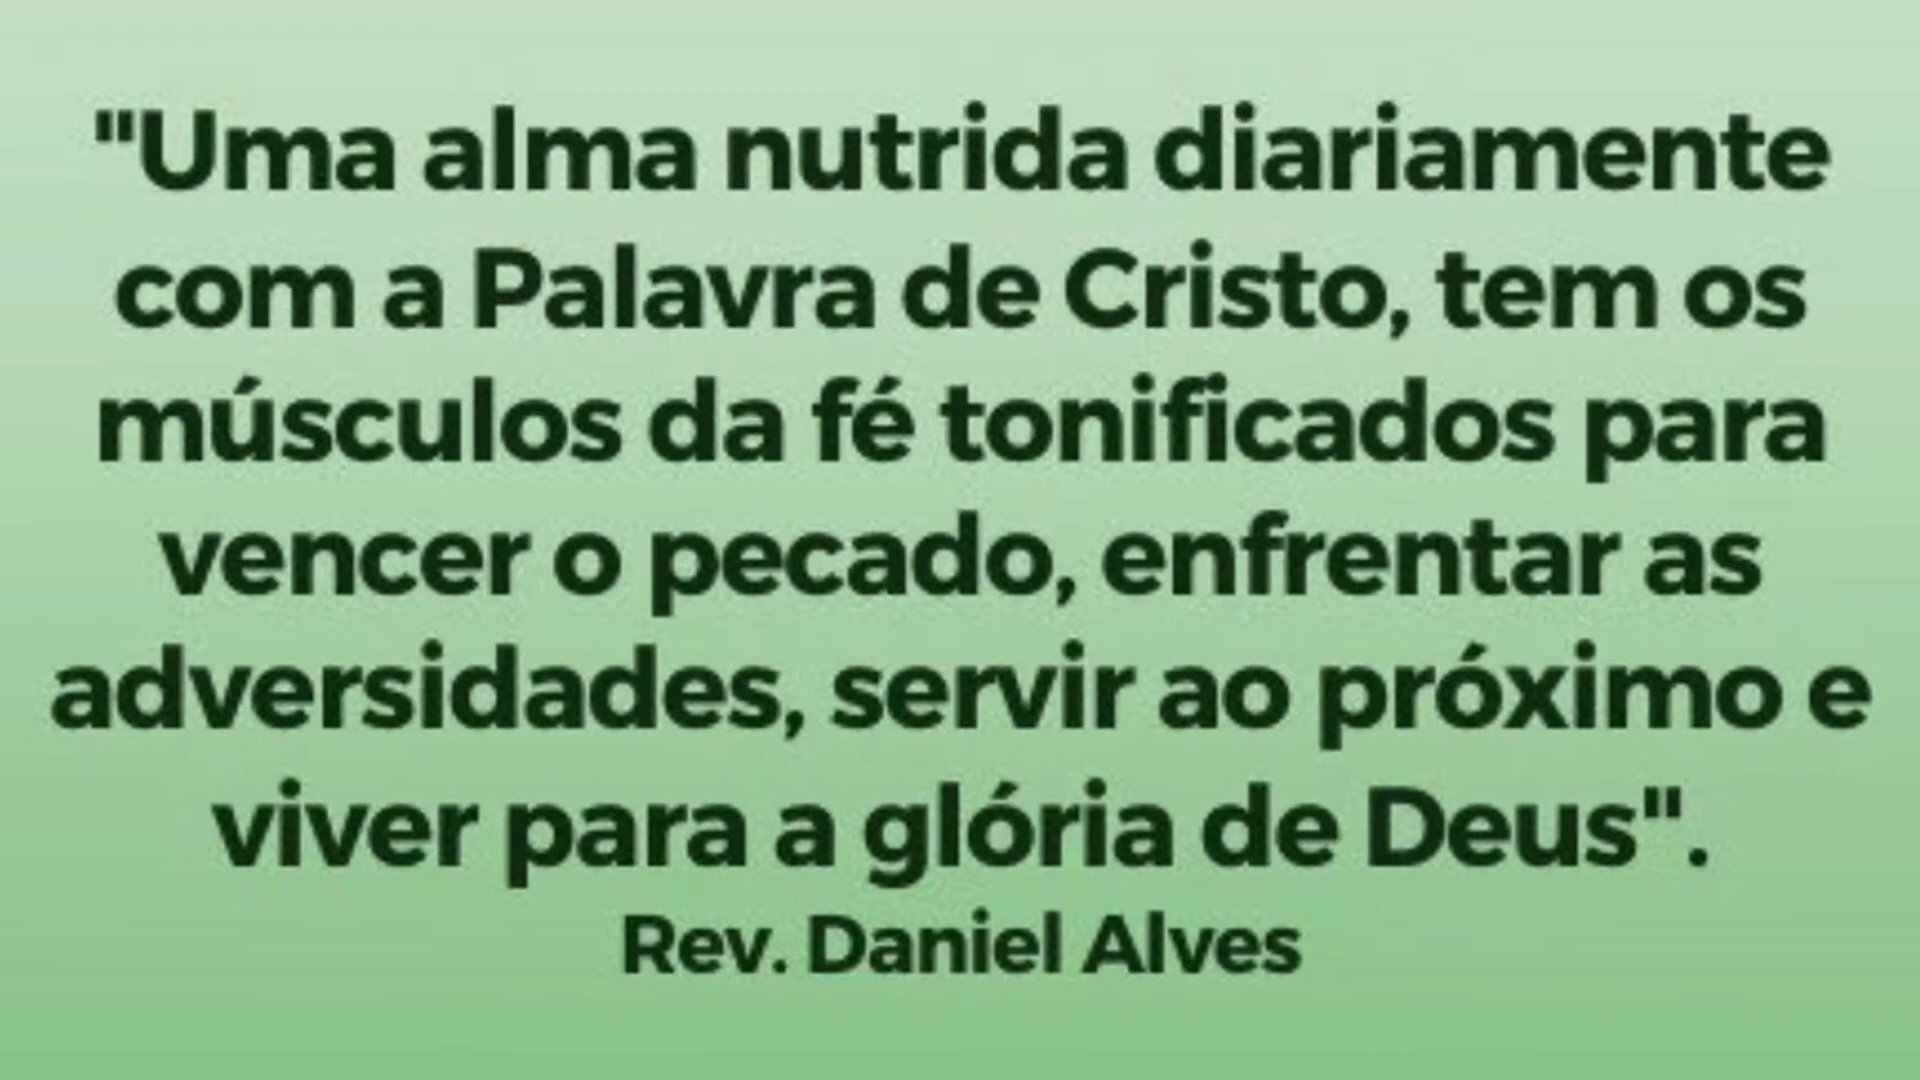 "Uma alma nutrida diariamente
com a Palavra de Cristo, tem os
músculos da fé tonificados para
vencer o pecado, enfrentar as
adversidades, servir ao próximo e
viver para a glória de Deus".
Rev. Daniel Alves